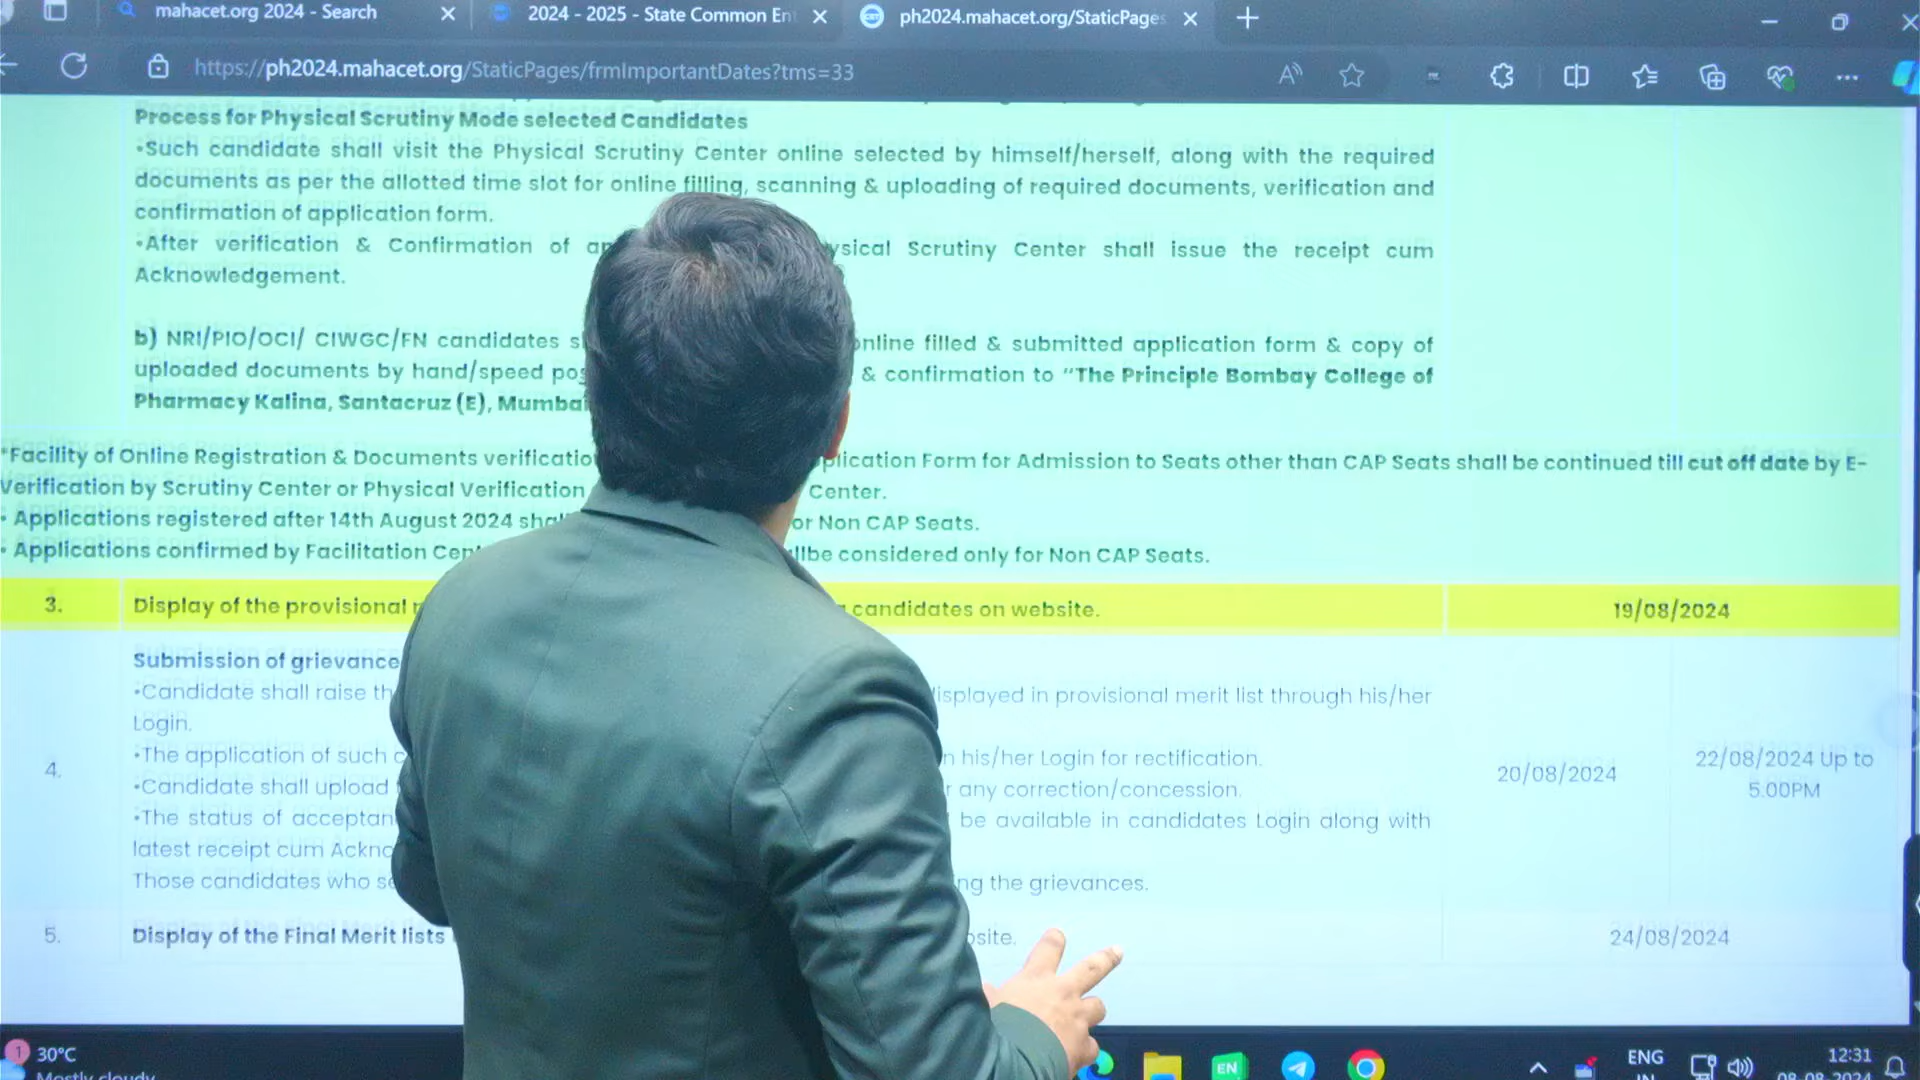 mahacet.org 2024 - Search
2024 - 2025 - State Common En
ph2024.mahacet.org/StaticPages
https://ph2024.mahacet.org/StaticPages/frmImportantDates?tms=33
Process for Physical Scrutiny Mode selected Candidates
•Such candidate shall visit the Physical Scrutiny Center online selected by himself/herself, along with the required
documents as per the allotted time slot for online filling, scanning & uploading of required documents, verification and
confirmation of application form.
•After verification & Confirmation of ysical Scrutiny Center shall issue the receipt cum
Acknowledgement.
b) NRI/PIO/OCI/ CIWGC/FN candidates nline filled & submitted application form & copy of
uploaded documents by hand/speed & confirmation to "The Principle Bombay College of
Pharmacy Kalina, Santacruz (E), Mumbai
*Facility of Online Registration & Documents verificatio plication Form for Admission to Seats other than CAP Seats shall be continued till cut off date by E-
Verification by Scrutiny Center or Physical Verification Center.
• Applications registered after 14th August 2024 shal or Non CAP Seats.
• Applications confirmed by Facilitation Cen llbe considered only for Non CAP Seats.
3. Display of the provisional candidates on website. 19/08/2024
Submission of grievance
•Candidate shall raise th isplayed in provisional merit list through his/her
Login.
•The application of such n his/her Login for rectification.
4. 20/08/2024 22/08/2024 Up to
5.00PM
•Candidate shall upload any correction/concession.
•The status of acceptan be available in candidates Login along with
latest receipt cum Ackno
Those candidates who ng the grievances.
5. Display of the Final Merit lists site. 24/08/2024
1
30°C
Mostly cloudy
EN
ENG
IN
12:31
08-08-2024